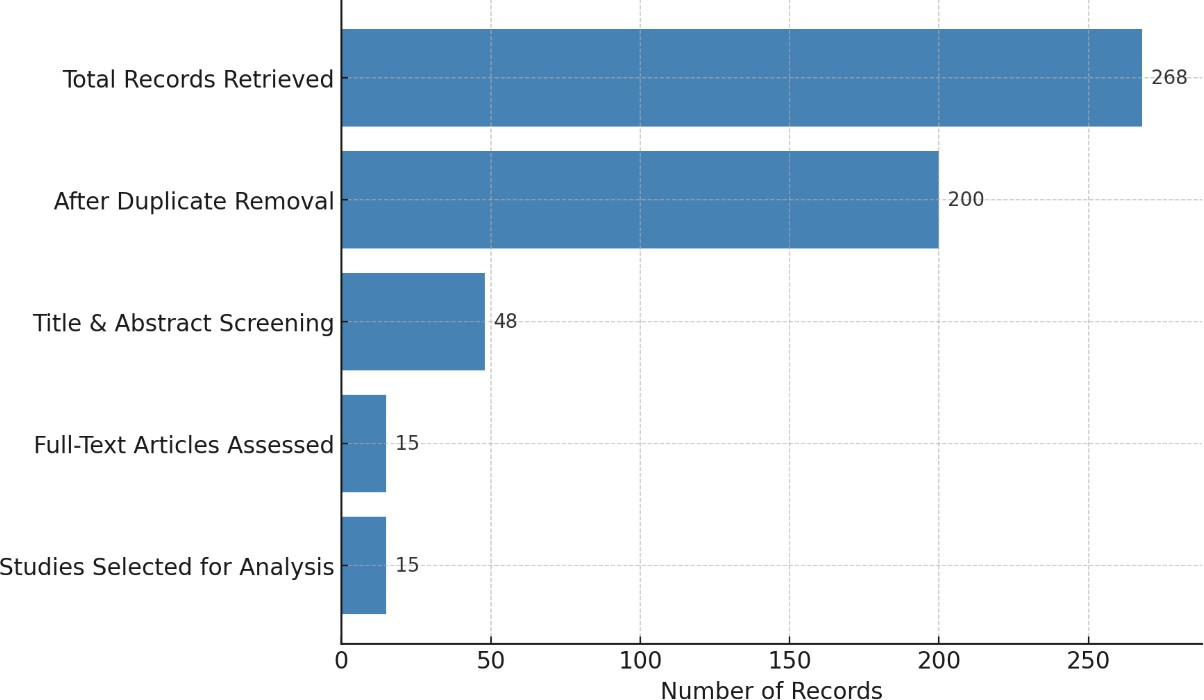 Total Records Retrieved
268
After Duplicate Removal
200
Title & Abstract Screening
48
Full-Text Articles Assessed
15
Studies Selected for Analysis
15
0 50 100 150 200 250
Number of Records